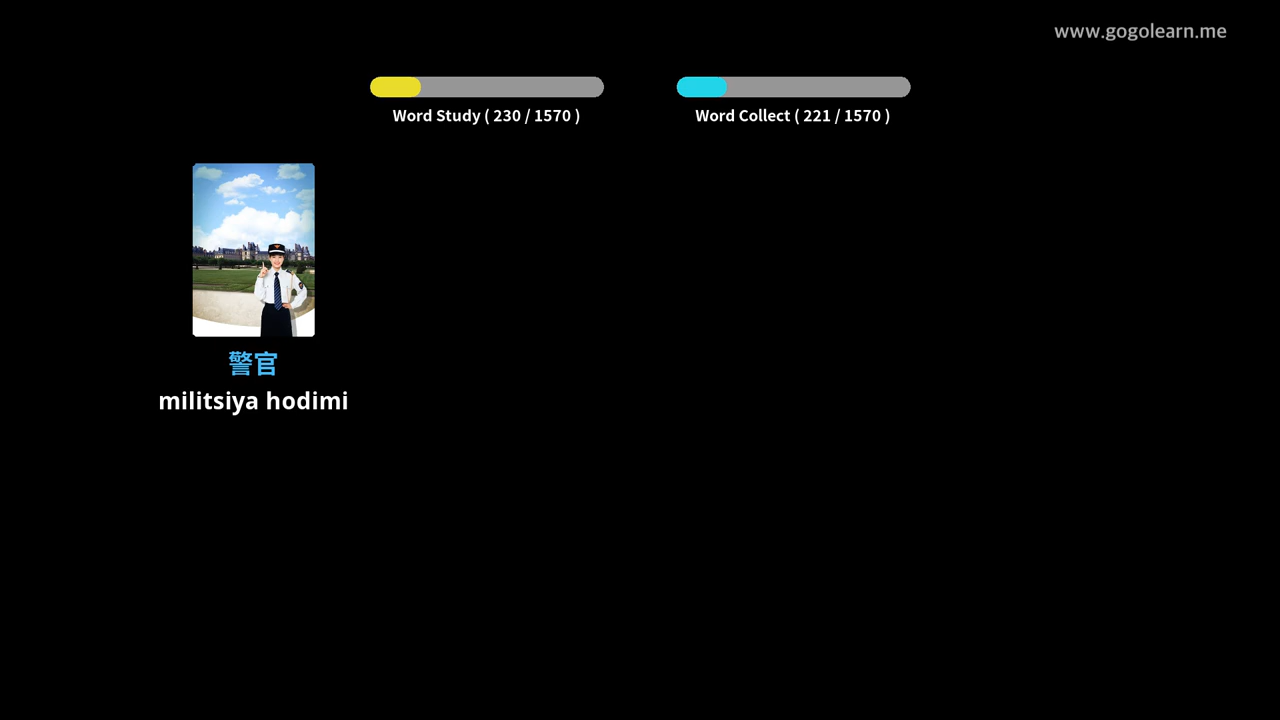 www.gogolearn.me
Word Study ( 230 / 1570 )
Word Collect ( 221 / 1570 )
警官
militsiya hodimi